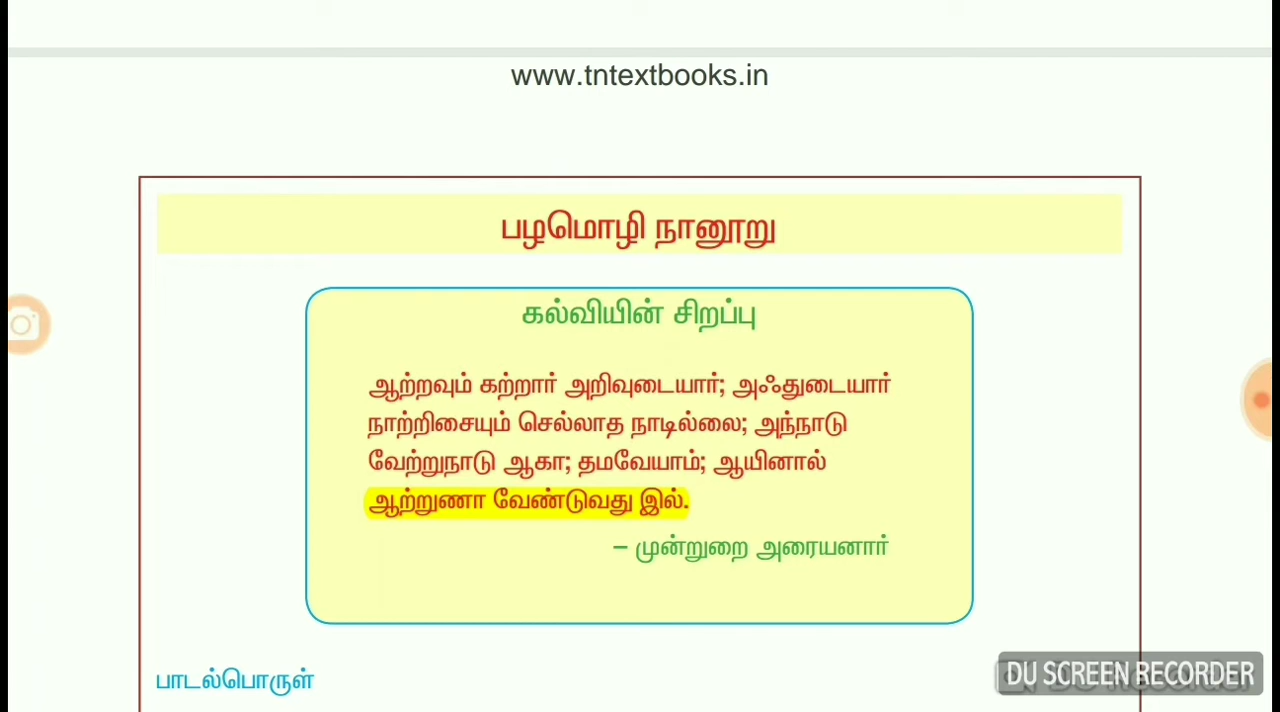 www.tntextbooks.in
பழமொழி நானூறு
கல்வியின் சிறப்பு
ஆற்றவும் கற்றார் அறிவுடையார்; அஃதுடையார்
நாற்றிசையும் செல்லாத நாடில்லை; அந்நாடு
வேற்றுநாடு ஆகா; தமவேயாம்; ஆயினால்
ஆற்றுணா வேண்டுவது இல்.
– முன்றுறை அரையனார்
பாடல்பொருள்
DU SCREEN RECORDER